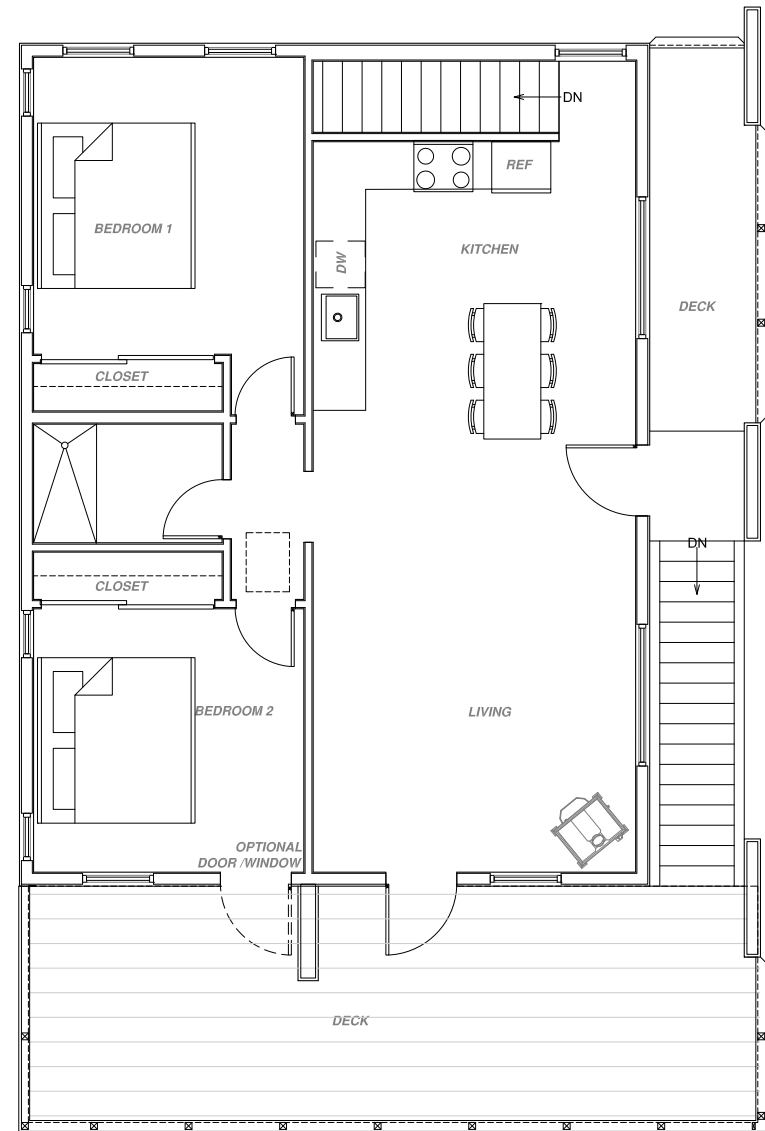 DN
REF
BEDROOM 1
DW
KITCHEN
DECK
CLOSET
DN
CLOSET
BEDROOM 2
LIVING
OPTIONAL
DOOR /WINDOW
DECK